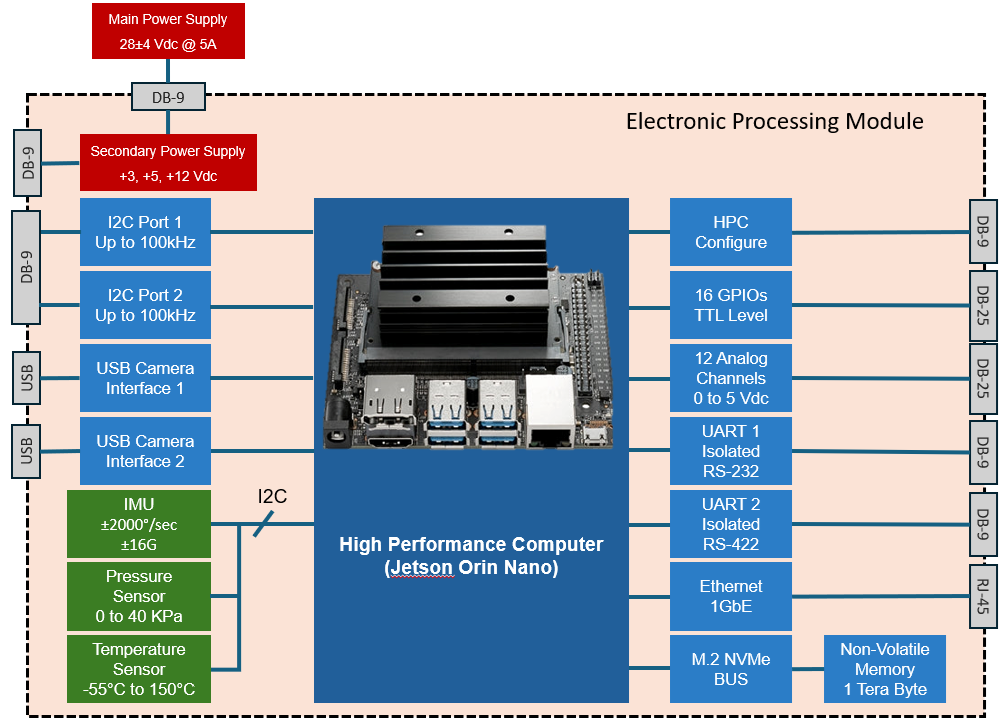 Main Power Supply
28±4 Vdc @ 5A
DB-9
Electronic Processing Module
DB-9
Secondary Power Supply
+3, +5, +12 Vdc
DB-9
I2C Port 1
Up to 100kHz
I2C Port 2
Up to 100kHz
USB
USB Camera
Interface 1
USB
USB Camera
Interface 2
IMU
±2000°/sec
±16G
I2C
Pressure
Sensor
0 to 40 KPa
Temperature
Sensor
-55°C to 150°C
High Performance Computer
(Jetson Orin Nano)
HPC
Configure
DB-9
16 GPIOs
TTL Level
DB-25
12 Analog
Channels
0 to 5 Vdc
DB-25
UART 1
Isolated
RS-232
DB-9
UART 2
Isolated
RS-422
DB-9
Ethernet
1GbE
RJ-45
M.2 NVMe
BUS
Non-Volatile
Memory
1 Tera Byte